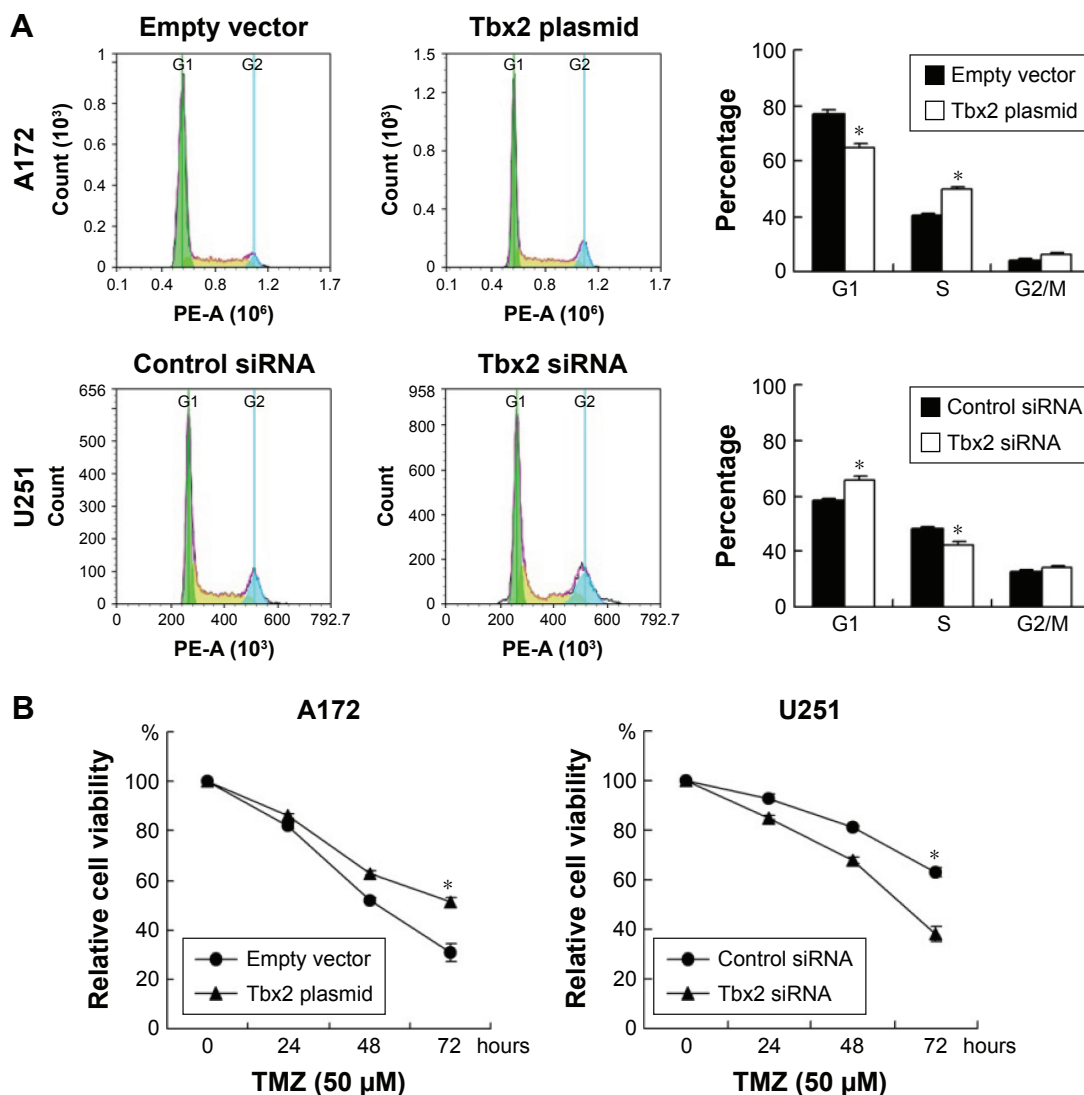 A
Empty vector
Tbx2 plasmid
A172
Count (10³)
1
0.8
0.6
0.4
0.2
0
G1
G2
0.1
0.6
1.2
1.7
PE-A (10⁶)
Count (10³)
1.5
1.2
0.9
0.6
0.4
0
G1
G2
0.1
0.6
1.2
1.7
PE-A (10⁶)
Percentage
100
80
60
40
0
*
*
Empty vector
Tbx2 plasmid
G1
S
G2/M
Control siRNA
Tbx2 siRNA
U251
Count
656
500
400
300
200
100
0
G1
G2
0
200
400
600
792.7
PE-A (10³)
Count
958
800
600
400
200
0
G1
G2
0
200
400
600
792.7
PE-A (10³)
Percentage
100
80
60
40
0
*
*
Control siRNA
Tbx2 siRNA
G1
S
G2/M
B
A172
%
Relative cell viability
100
80
60
40
20
0
*
Empty vector
Tbx2 plasmid
0
24
48
72
hours
TMZ (50 µM)
U251
%
Relative cell viability
100
80
60
40
20
0
*
Control siRNA
Tbx2 siRNA
0
24
48
72
hours
TMZ (50 µM)